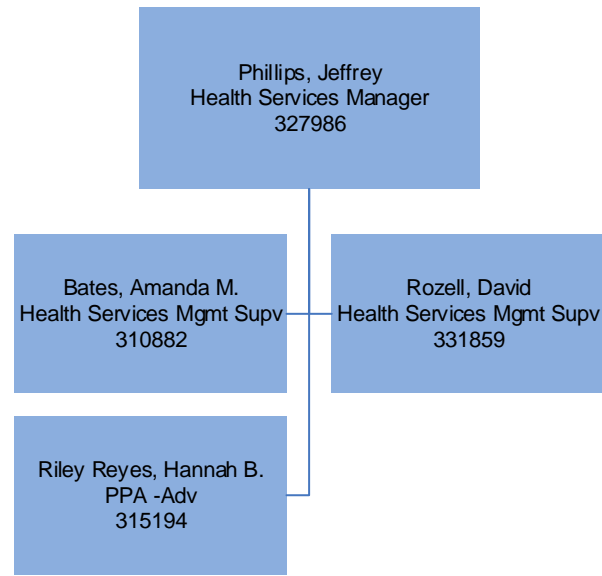 Phillips, Jeffrey
Health Services Manager
327986
Bates, Amanda M.
Health Services Mgmt Supv
310882
Rozell, David
Health Services Mgmt Supv
331859
Riley Reyes, Hannah B.
PPA -Adv
315194